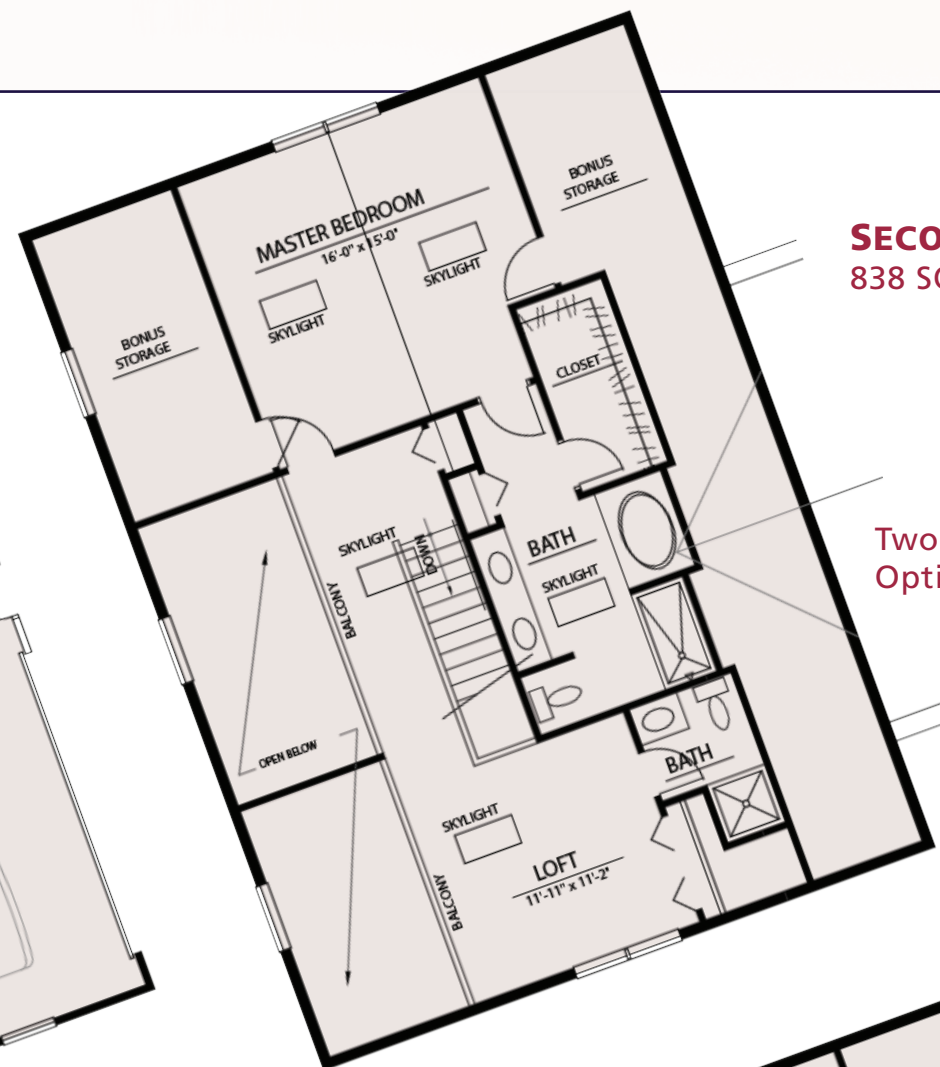 BONUS
STORAGE
SECO
838 S
MASTER BEDROOM
16'-0" x 15'-0"
SKYLIGHT
SKYLIGHT
BONUS
STORAGE
CLOSET
Two
Opti
SKYLIGHT
DOWN
BATH
SKYLIGHT
BALCONY
OPEN BELOW
BATH
SKYLIGHT
LOFT
11'-11" x 11'-2"
BALCONY